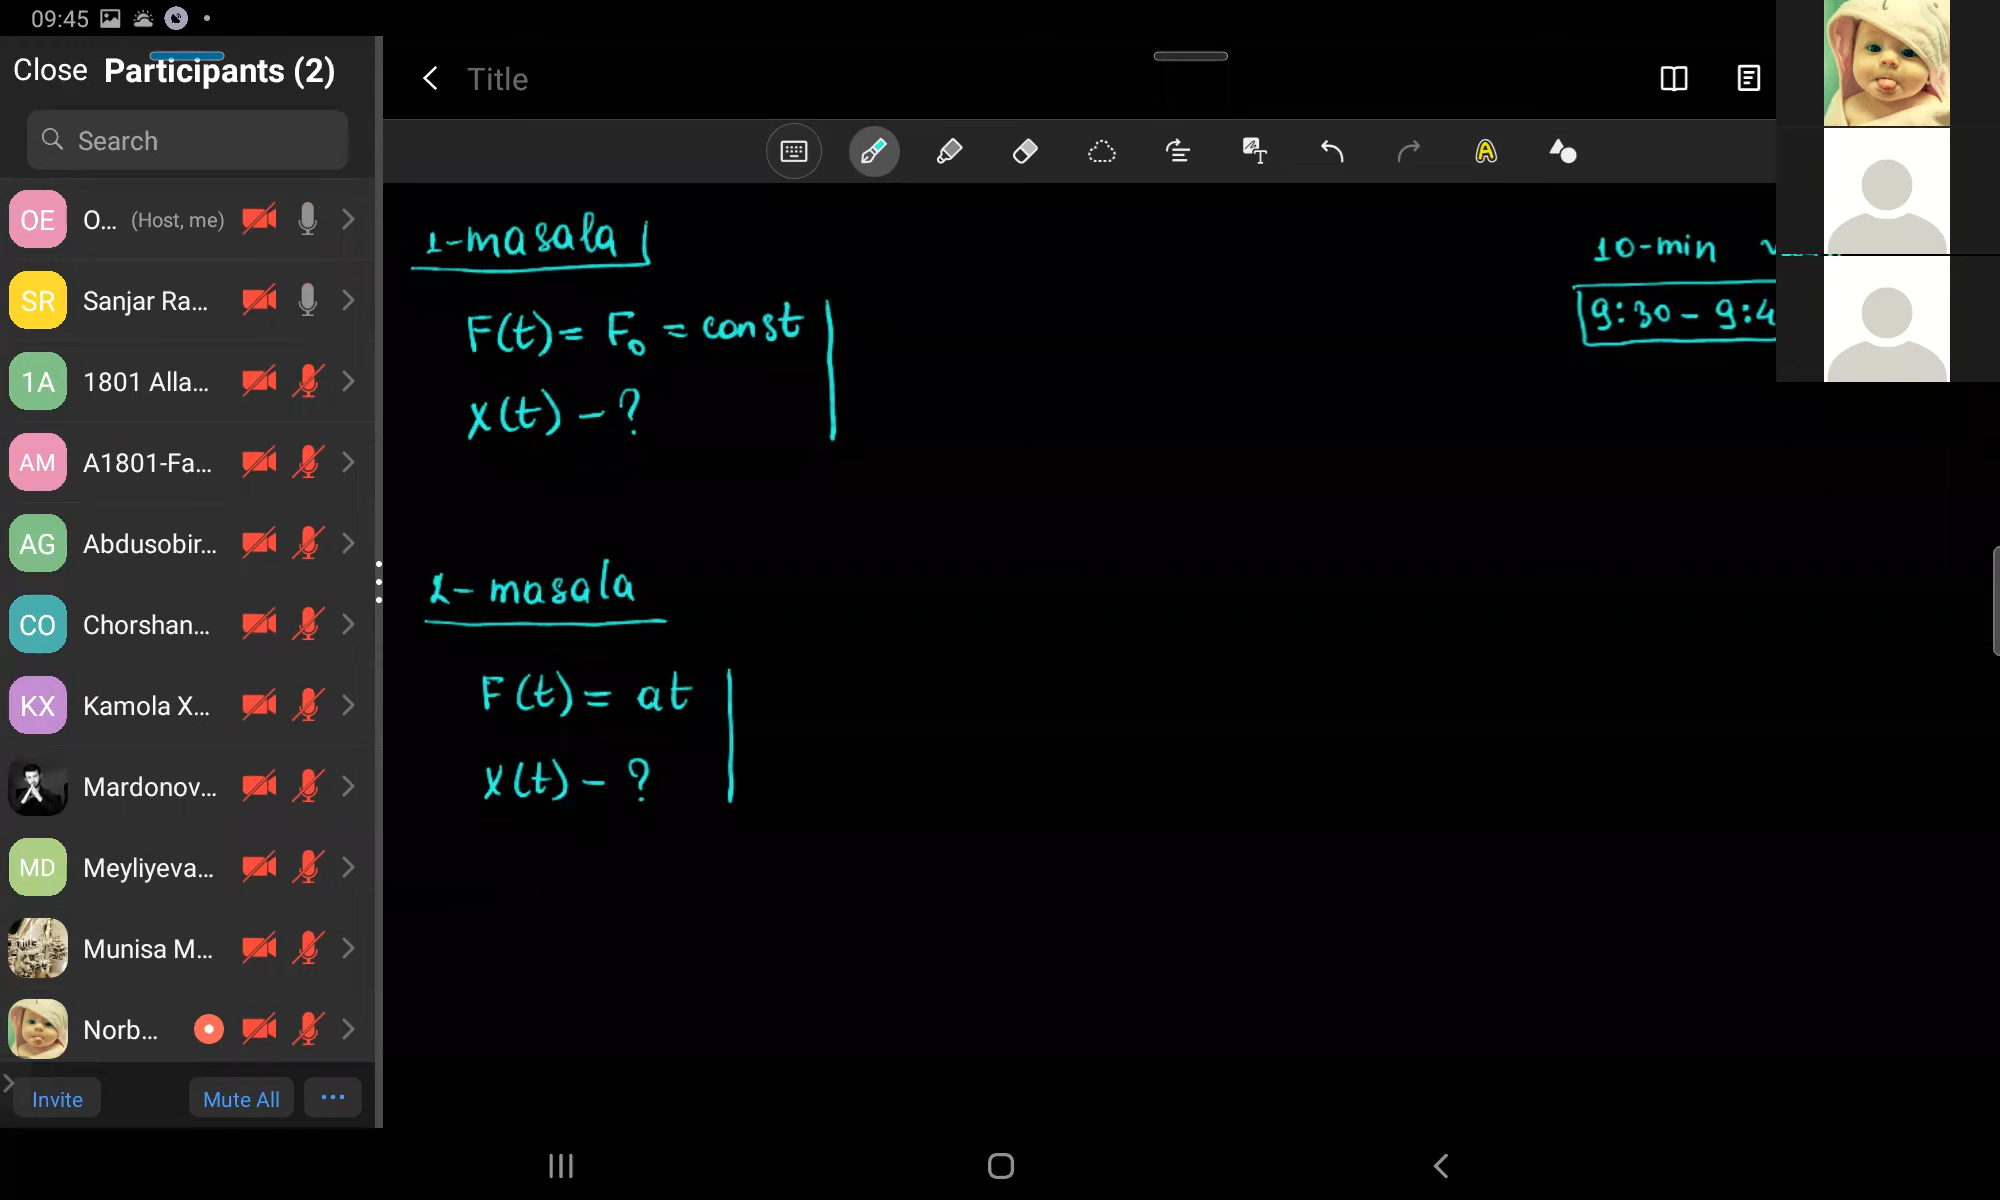 09:45
Close Participants (2)
Search
OE O... (Host, me)
SR Sanjar Ra...
1A 1801 Alla...
AM A1801-Fa...
AG Abdusobir...
CO Chorshan...
KX Kamola X...
Mardonov...
MD Meyliyeva...
Munisa M...
Norb...
Invite Mute All ...
Title
1-masala
F(t) = F₀ = const
x(t) - ?
2- masala
F(t) = at
x(t) - ?
10-min
9:30 - 9:4